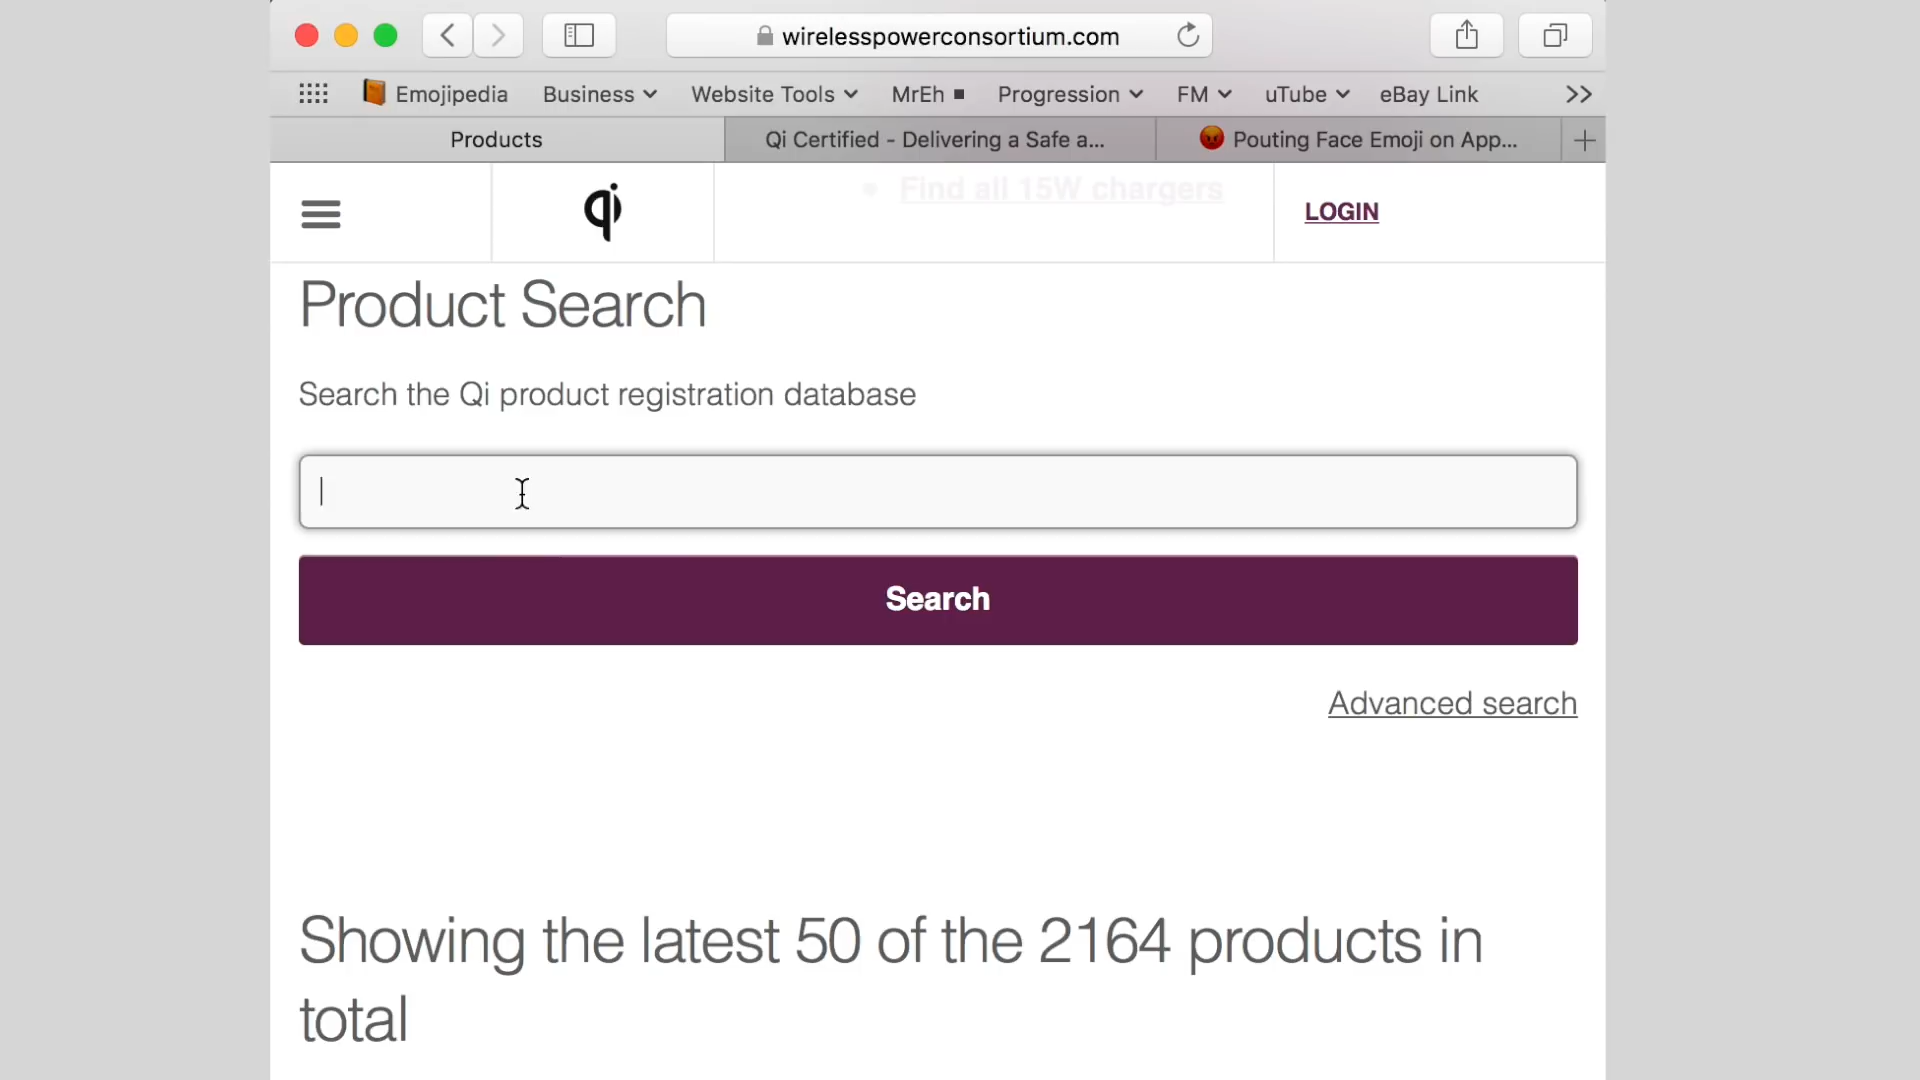 wirelesspowerconsortium.com
Emojipedia Business Website Tools MrEh Progression FM uTube eBay Link
Products Qi Certified - Delivering a Safe a... Pouting Face Emoji on App...
Find all 15W chargers
qi
LOGIN
Product Search
Search the Qi product registration database
Search
Advanced search
Showing the latest 50 of the 2164 products in
total